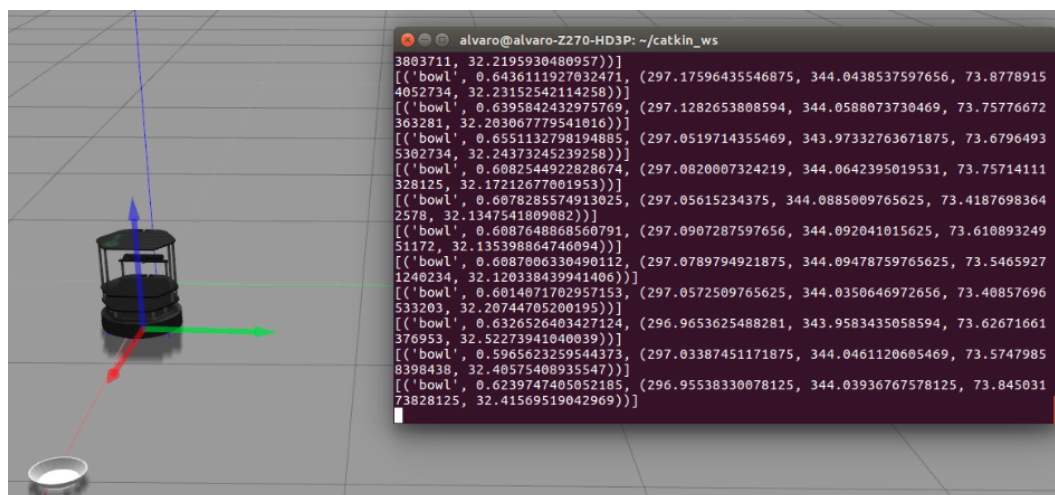 alvaro@alvaro-Z270-HD3P: ~/catkin_ws
3803711, 32.2195930480957))]
[('bowl', 0.6436111927032471, (297.17596435546875, 344.0438537597656, 73.8778915
4052734, 32.23152542114258))]
[('bowl', 0.6395842432975769, (297.1282653808594, 344.0588073730469, 73.75776672
363281, 32.203067779541016))]
[('bowl', 0.6551132798194885, (297.0519714355469, 343.97332763671875, 73.6796493
5302734, 32.24373245239258))]
[('bowl', 0.6082544922828674, (297.0820007324219, 344.0642395019531, 73.75714111
328125, 32.17212677001953))]
[('bowl', 0.6078285574913025, (297.05615234375, 344.0885009765625, 73.4187698364
2578, 32.1347541809082))]
[('bowl', 0.6087648868560791, (297.0907287597656, 344.092041015625, 73.610893249
51172, 32.135398864746094))]
[('bowl', 0.6087006330490112, (297.0789794921875, 344.09478759765625, 73.5465927
1240234, 32.120338439941406))]
[('bowl', 0.6014071702957153, (297.0572509765625, 344.0350646972656, 73.40857696
533203, 32.20744705200195))]
[('bowl', 0.6326526403427124, (296.9653625488281, 343.9583435058594, 73.62671661
376953, 32.52273941040039))]
[('bowl', 0.5965623259544373, (297.03387451171875, 344.0461120605469, 73.5747985
8398438, 32.40575408935547))]
[('bowl', 0.6239747405052185, (296.95538330078125, 344.03936767578125, 73.845031
73828125, 32.41569519042969))]